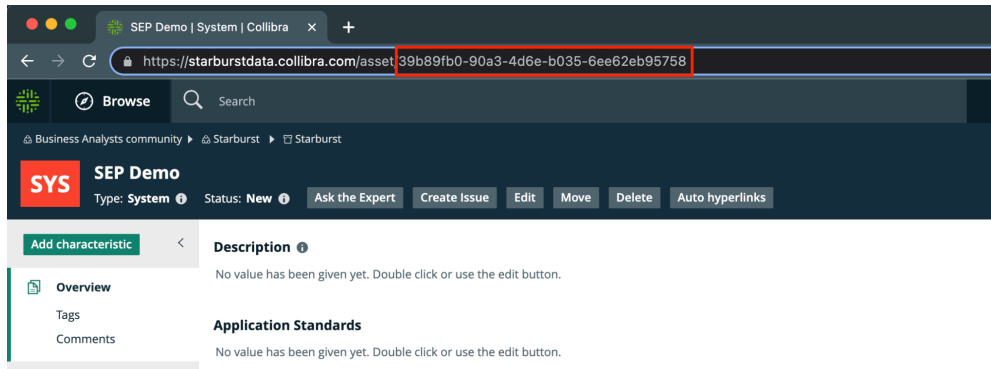 SEP Demo | System | Collibra × +
https://starburstdata.collibra.com/asset/39b89fb0-90a3-4d6e-b035-6ee62eb95758
Browse Search
Business Analysts community Starburst Starburst
SYS
SEP Demo
Type: System Status: New Ask the Expert Create Issue Edit Move Delete Auto hyperlinks
Add characteristic
Description
No value has been given yet. Double click or use the edit button.
Overview
Tags
Application Standards
Comments
No value has been given yet. Double click or use the edit button.